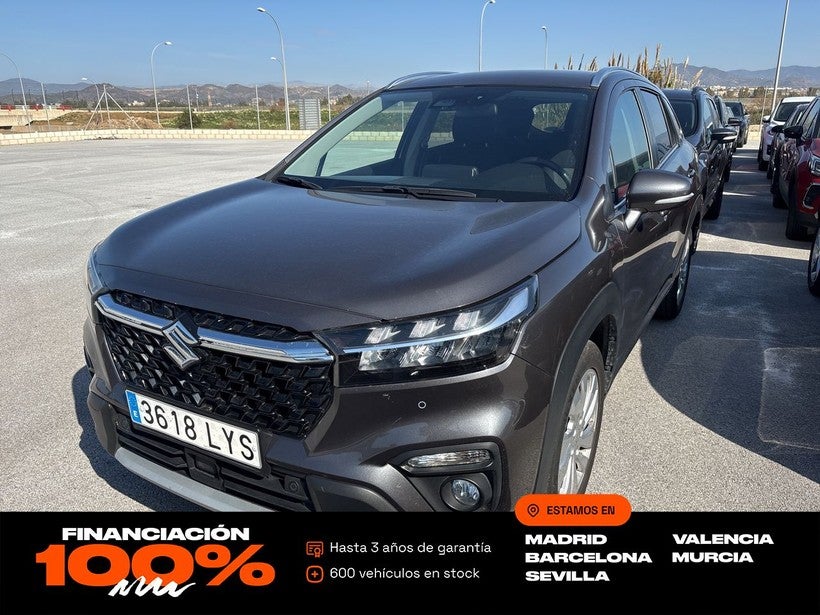 3618 LYS
E
FINANCIACIÓN
100%
Hasta 3 años de garantía
600 vehículos en stock
ESTAMOS EN
MADRID
BARCELONA
SEVILLA
VALENCIA
MURCIA